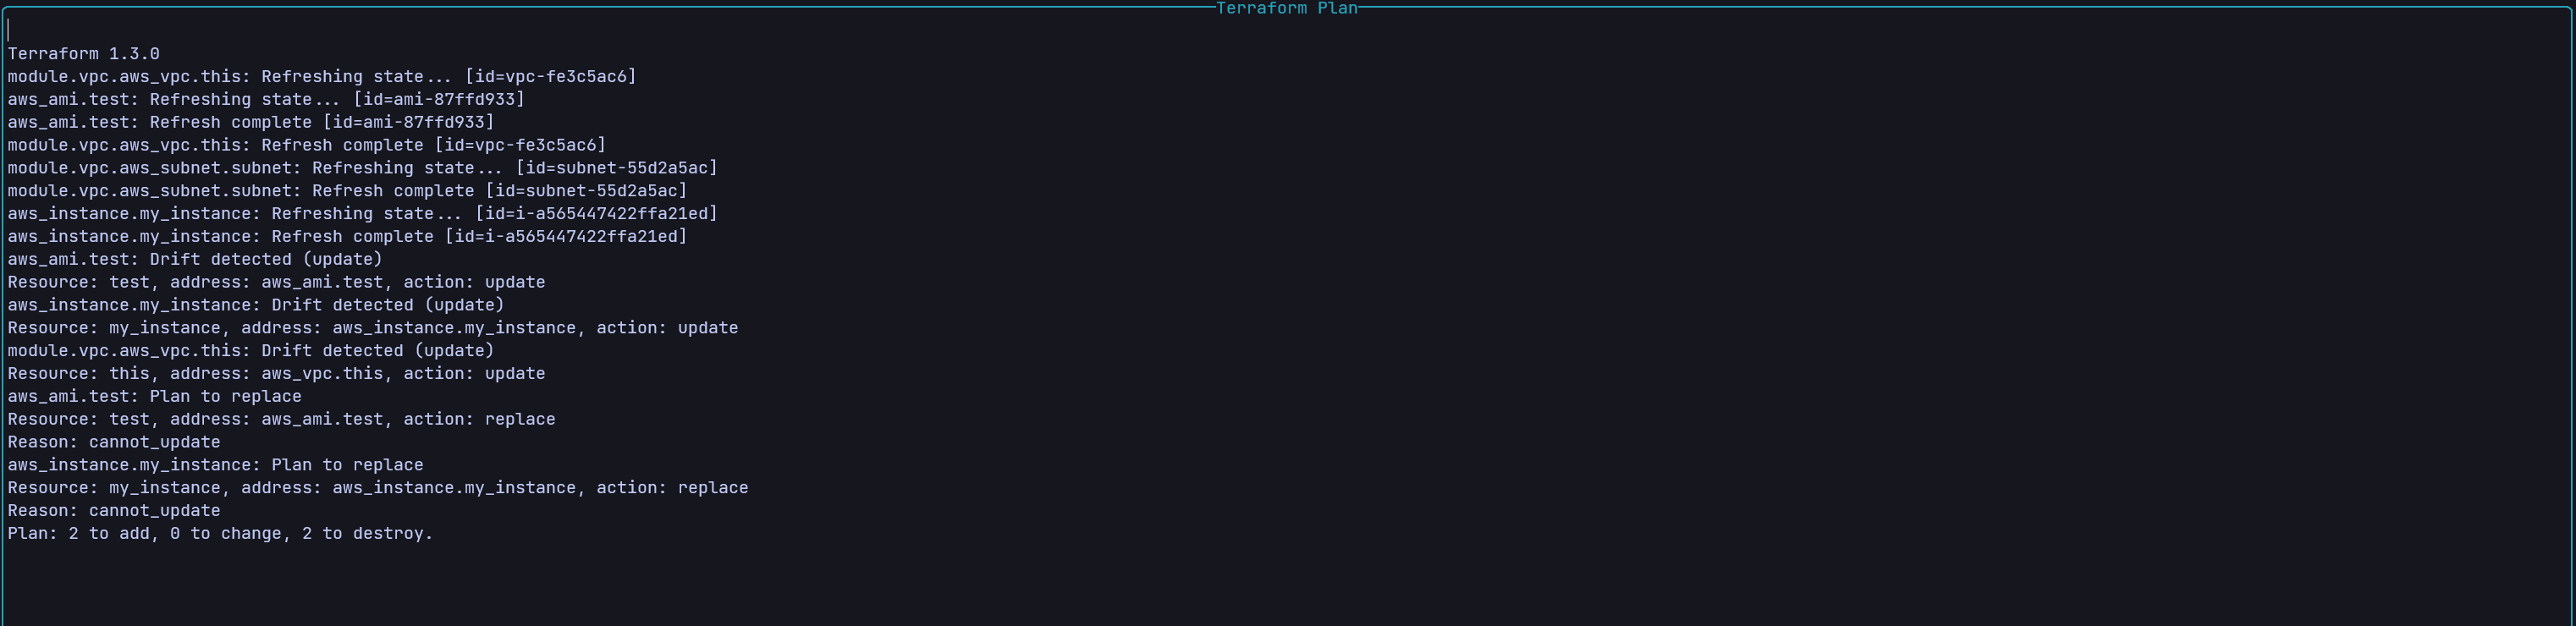 Terraform Plan
Terraform 1.3.0
module.vpc.aws_vpc.this: Refreshing state... [id=vpc-fe3c5ac6]
aws_ami.test: Refreshing state... [id=ami-87ffd933]
aws_ami.test: Refresh complete [id=ami-87ffd933]
module.vpc.aws_vpc.this: Refresh complete [id=vpc-fe3c5ac6]
module.vpc.aws_subnet.subnet: Refreshing state... [id=subnet-55d2a5ac]
module.vpc.aws_subnet.subnet: Refresh complete [id=subnet-55d2a5ac]
aws_instance.my_instance: Refreshing state... [id=i-a565447422ffa21ed]
aws_instance.my_instance: Refresh complete [id=i-a565447422ffa21ed]
aws_ami.test: Drift detected (update)
Resource: test, address: aws_ami.test, action: update
aws_instance.my_instance: Drift detected (update)
Resource: my_instance, address: aws_instance.my_instance, action: update
module.vpc.aws_vpc.this: Drift detected (update)
Resource: this, address: aws_vpc.this, action: update
aws_ami.test: Plan to replace
Resource: test, address: aws_ami.test, action: replace
Reason: cannot_update
aws_instance.my_instance: Plan to replace
Resource: my_instance, address: aws_instance.my_instance, action: replace
Reason: cannot_update
Plan: 2 to add, 0 to change, 2 to destroy.